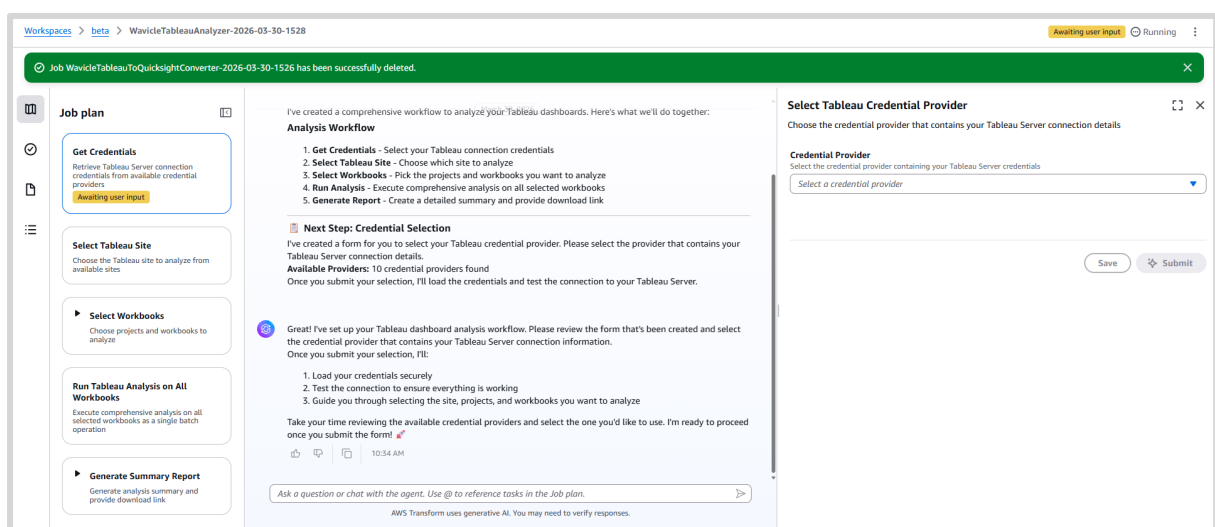 Workspaces > beta > WavicleTableauAnalyzer-2026-03-30-1528
Awaiting user input
Running
Job WavicleTableauToQuicksightConverter-2026-03-30-1526 has been successfully deleted.
Job plan
Get Credentials
Retrieve Tableau Server connection
credentials from available credential
providers
Awaiting user input
Select Tableau Site
Choose the Tableau site to analyze from
available sites
Select Workbooks
Choose projects and workbooks to
analyze
Run Tableau Analysis on All
Workbooks
Execute comprehensive analysis on all
selected workbooks as a single batch
operation
Generate Summary Report
Generate analysis summary and
provide download link
I've created a comprehensive workflow to analyze your Tableau dashboards. Here's what we'll do together:
Analysis Workflow
1. Get Credentials - Select your Tableau connection credentials
2. Select Tableau Site - Choose which site to analyze
3. Select Workbooks - Pick the projects and workbooks you want to analyze
4. Run Analysis - Execute comprehensive analysis on all selected workbooks
5. Generate Report - Create a detailed summary and provide download link
Next Step: Credential Selection
I've created a form for you to select your Tableau credential provider. Please select the provider that contains your
Tableau Server connection details.
Available Providers: 10 credential providers found
Once you submit your selection, I'll load the credentials and test the connection to your Tableau Server.
Great! I've set up your Tableau dashboard analysis workflow. Please review the form that's been created and select
the credential provider that contains your Tableau Server connection information.
Once you submit your selection, I'll:
1. Load your credentials securely
2. Test the connection to ensure everything is working
3. Guide you through selecting the site, projects, and workbooks you want to analyze
Take your time reviewing the available credential providers and select the one you'd like to use. I'm ready to proceed
once you submit the form! 🚀
10:34 AM
Ask a question or chat with the agent. Use @ to reference tasks in the Job plan.
AWS Transform uses generative AI. You may need to verify responses.
Select Tableau Credential Provider
Choose the credential provider that contains your Tableau Server connection details
Credential Provider
Select the credential provider containing your Tableau Server credentials
Select a credential provider
Save
Submit